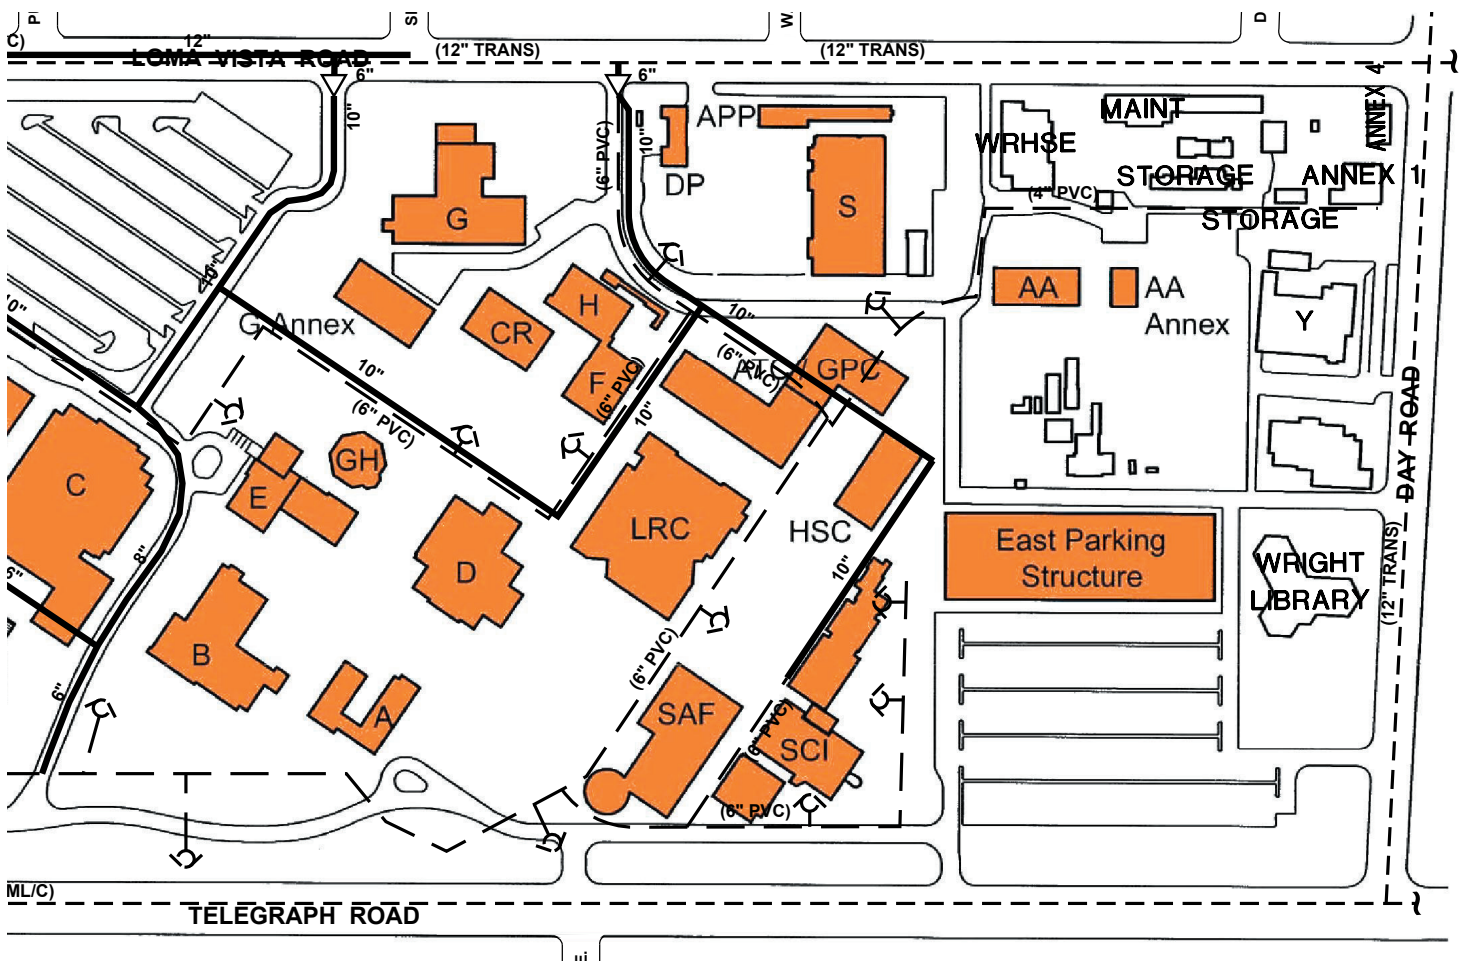 C)
12"
LOMA VISTA ROAD
(12" TRANS)
(12" TRANS)
6"
6"
10"
10"
(6" PVC)
APP
DP
S
G
WRHSE
MAINT
STORAGE
ANNEX 4
ANNEX 1
(4" PVC)
STORAGE
10"
G Annex
CR
H
F
AA
AA
Annex
Y
10"
10"
(6" PVC)
GPC
10"
(6" PVC)
(6" PVC)
10"
DAY ROAD
C
E
GH
D
LRC
HSC
East Parking
Structure
WRIGHT
LIBRARY
(12" TRANS)
8"
6"
10"
B
A
6"
(6" PVC)
SAF
SCI
(6" PVC)
(6" PVC)
ML/C)
TELEGRAPH ROAD